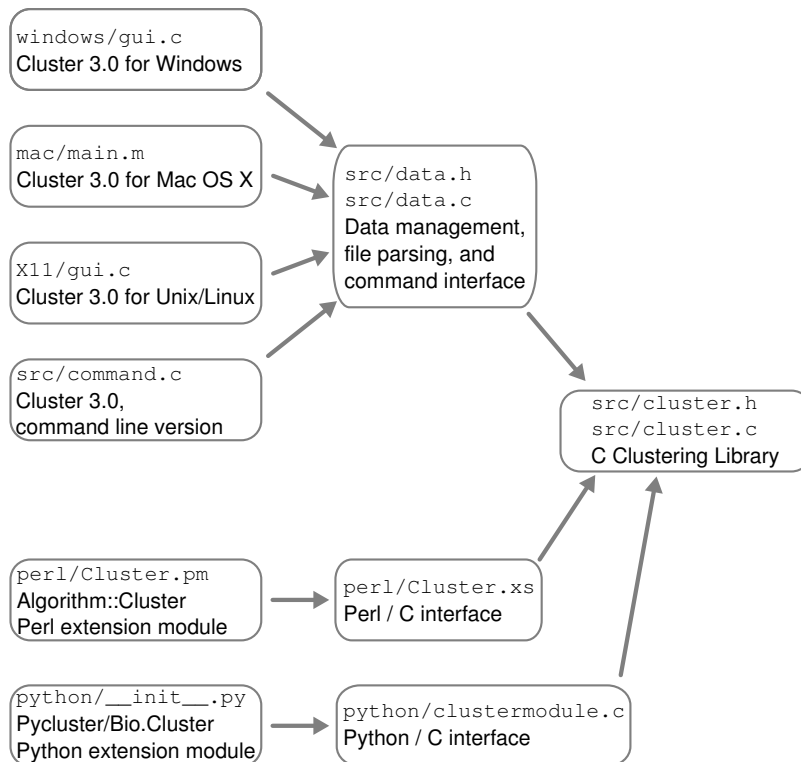 windows/gui.c
Cluster 3.0 for Windows
mac/main.m
Cluster 3.0 for Mac OS X
X11/gui.c
Cluster 3.0 for Unix/Linux
src/command.c
Cluster 3.0,
command line version
src/data.h
src/data.c
Data management,
file parsing, and
command interface
src/cluster.h
src/cluster.c
C Clustering Library
perl/Cluster.pm
Algorithm::Cluster
Perl extension module
perl/Cluster.xs
Perl / C interface
python/__init__.py
Pycluster/Bio.Cluster
Python extension module
python/clustermodule.c
Python / C interface